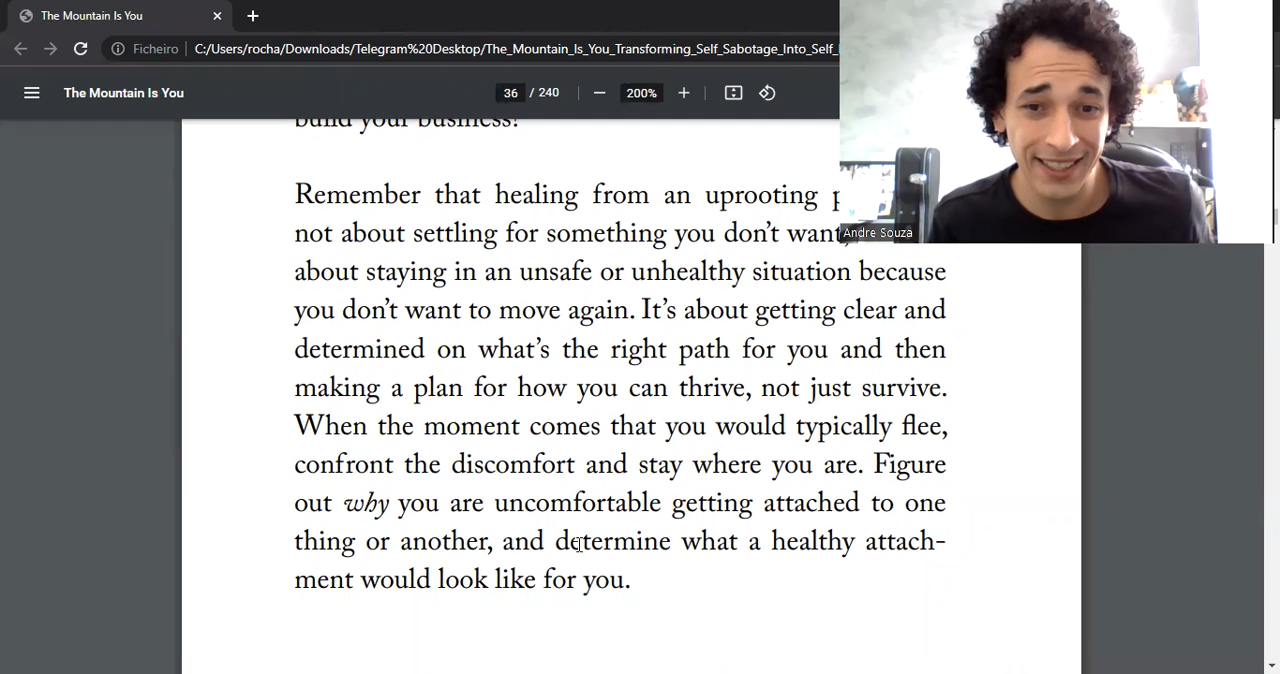 The Mountain Is You
Ficheiro C:/Users/rocha/Downloads/Telegram%20Desktop/The_Mountain_Is_You_Transforming_Self_Sabotage_Into_Self_
The Mountain Is You 36 / 240 200%
build your business?
Andre Souza
Remember that healing from an uprooting
not about settling for something you don’t want,
about staying in an unsafe or unhealthy situation because
you don’t want to move again. It’s about getting clear and
determined on what’s the right path for you and then
making a plan for how you can thrive, not just survive.
When the moment comes that you would typically flee,
confront the discomfort and stay where you are. Figure
out why you are uncomfortable getting attached to one
thing or another, and determine what a healthy attach-
ment would look like for you.